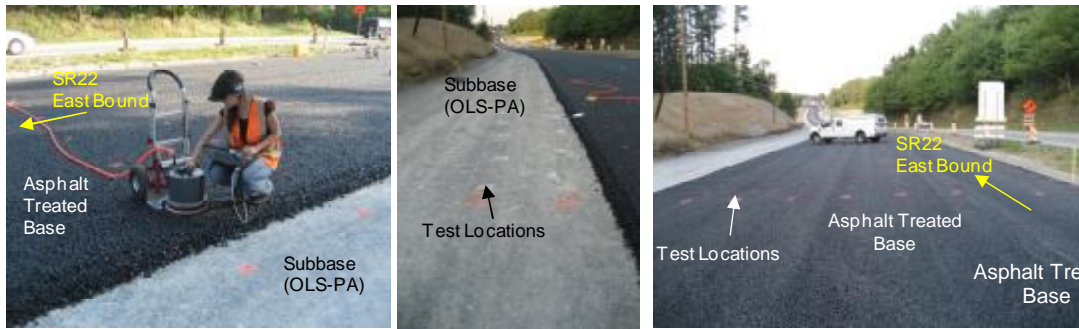 SR22
East Bound
Asphalt
Treated
Base
Subbase
(OLS-PA)
Subbase
(OLS-PA)
Test Locations
SR22
East Bound
Test Locations
Asphalt Treated
Base
Asphalt Tre
Base